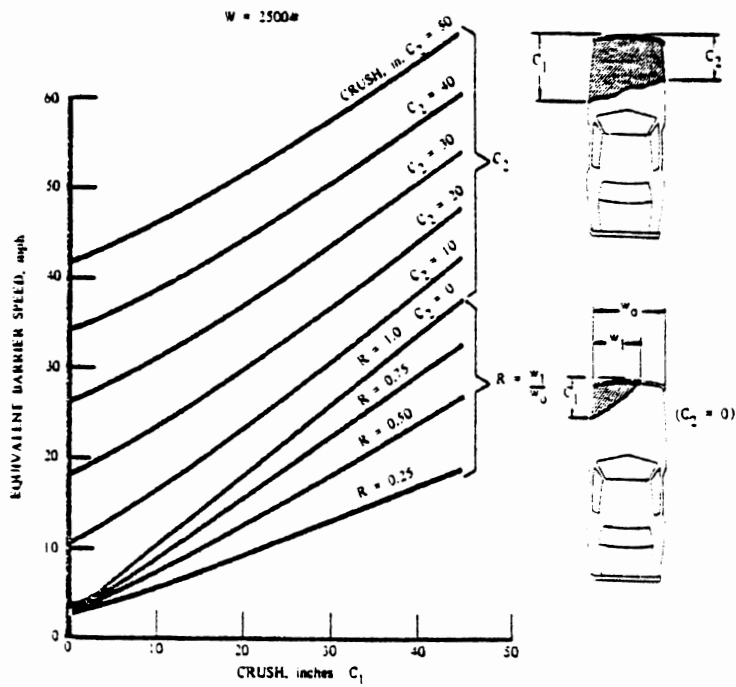 W = 2500#
CRUSH, in. C2 = 50
C2 = 40
C2 = 30
C2 = 20
C2 = 10
R = 1.0 C2 = 0
R = 0.75
R = 0.50
R = 0.25
C2
R = w1/w0
EQUIVALENT BARRIER SPEED, mph
60
50
40
30
20
10
0
0 10 20 30 40 50
CRUSH, inches C1
C1 C2
w0
w
C1
(C2 = 0)